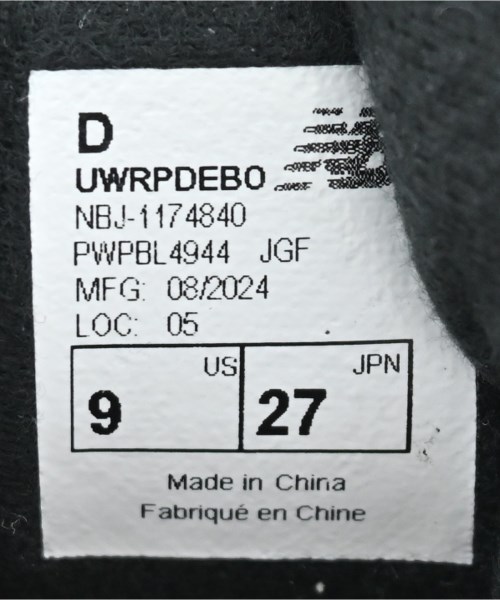 D
UWRPDEBO
NBJ-1174840
PWPBL4944 JGF
MFG: 08/2024
LOC: 05
US JPN
9 27
Made in China
Fabriqué en Chine